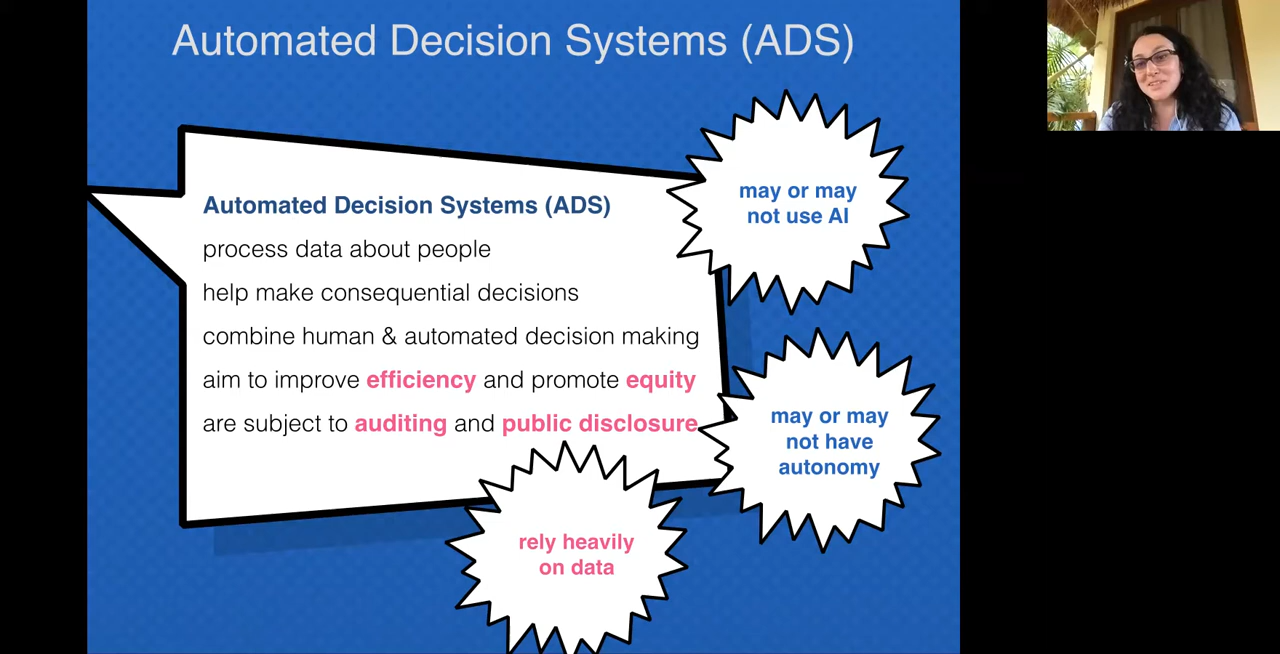 Automated Decision Systems (ADS)
Automated Decision Systems (ADS)
process data about people
help make consequential decisions
combine human & automated decision making
aim to improve efficiency and promote equity
are subject to auditing and public disclosure
may or may
not use AI
may or may
not have
autonomy
rely heavily
on data